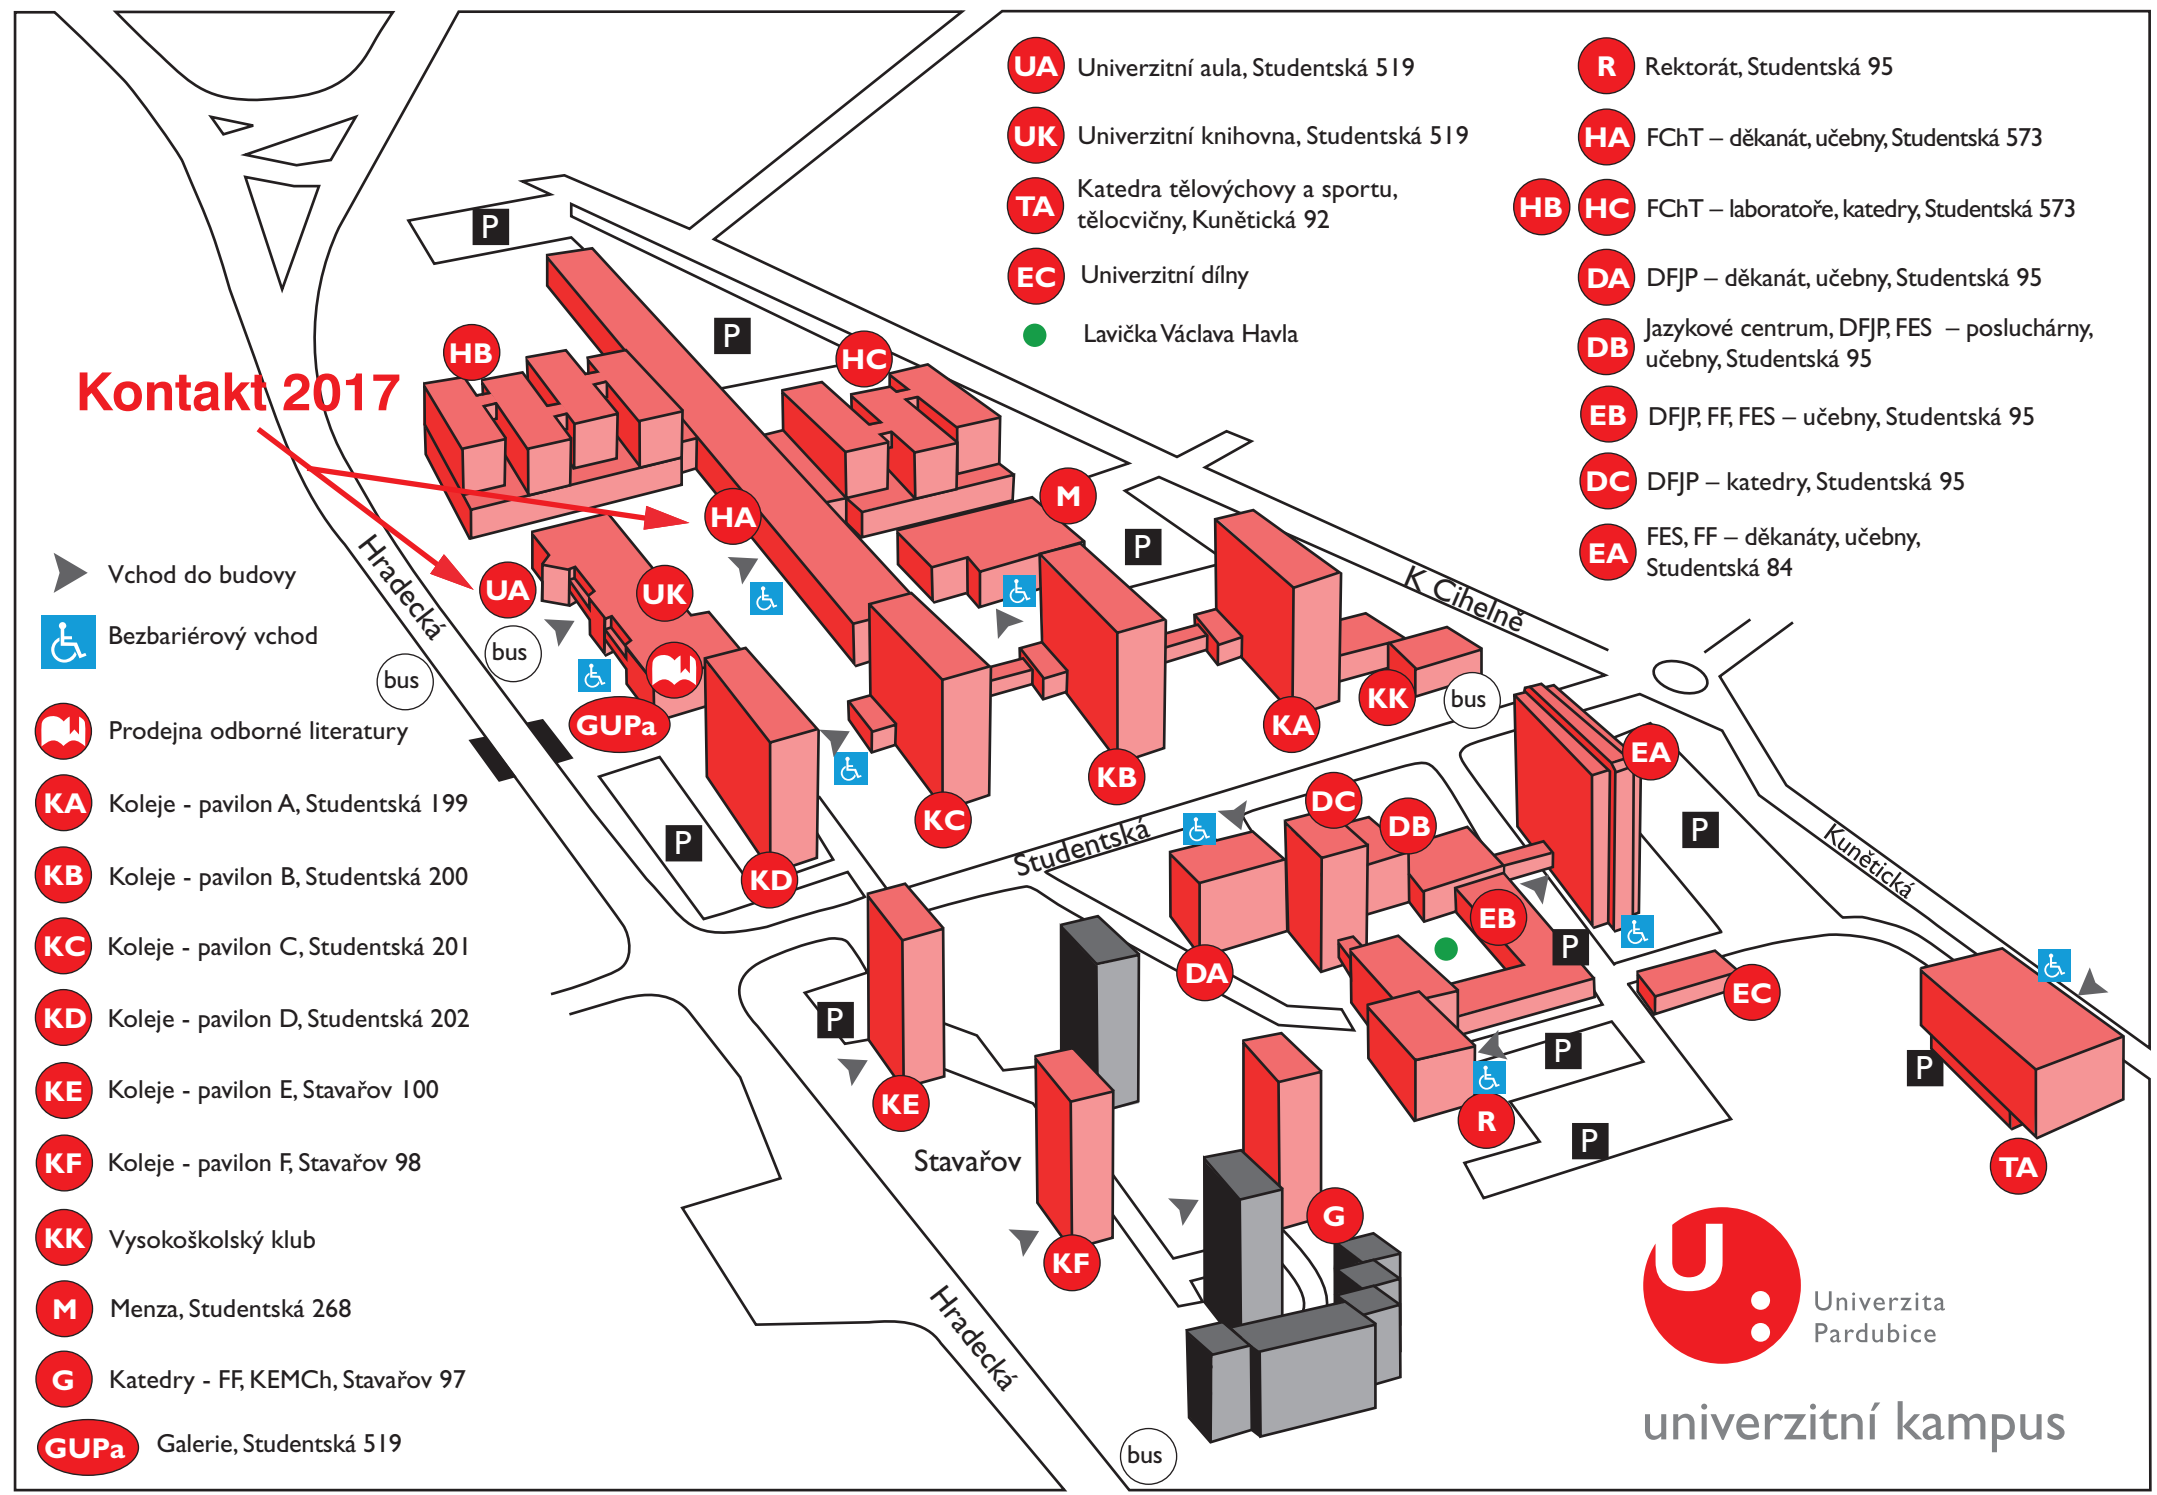 UA Univerzitní aula, Studentská 519
UK Univerzitní knihovna, Studentská 519
TA Katedra tělovýchovy a sportu,
tělocvičny, Kunětická 92
EC Univerzitní dílny
Lavička Václava Havla
R Rektorát, Studentská 95
HA FChT – děkanát, učebny, Studentská 573
HB HC FChT – laboratoře, katedry, Studentská 573
DA DFJP – děkanát, učebny, Studentská 95
DB Jazykové centrum, DFJP, FES – posluchárny,
učebny, Studentská 95
EB DFJP, FF, FES – učebny, Studentská 95
DC DFJP – katedry, Studentská 95
EA FES, FF – děkanáty, učebny,
Studentská 84
Kontakt 2017
Vchod do budovy
Bezbariérový vchod
Prodejna odborné literatury
KA Koleje - pavilon A, Studentská 199
KB Koleje - pavilon B, Studentská 200
KC Koleje - pavilon C, Studentská 201
KD Koleje - pavilon D, Studentská 202
KE Koleje - pavilon E, Stavařov 100
KF Koleje - pavilon F, Stavařov 98
KK Vysokoškolský klub
M Menza, Studentská 268
G Katedry - FF, KEMCh, Stavařov 97
GUPa Galerie, Studentská 519
P
P
HB
HC
M
HA
P
UA
UK
Hradecká
K Cihelně
bus
bus
GUPa
KK
bus
KA
EA
KB
DC
KC
DB
P
P
Studentská
Kunětická
KD
EB
P
DA
EC
P
P
P
KE
R
P
Stavařov
TA
G
KF
Hradecká
bus
U
Univerzita
Pardubice
univerzitní kampus